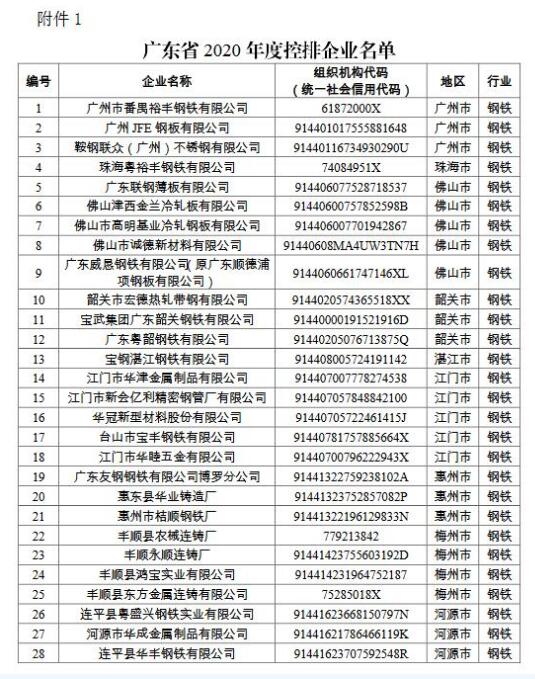 附件 1
广东省 2020 年度控排企业名单
编号 企业名称 组织机构代码（统一社会信用代码） 地区 行业
1 广州市番禺裕丰钢铁有限公司 61872000X 广州市 钢铁
2 广州 JFE 钢板有限公司 914401017555881648 广州市 钢铁
3 鞍钢联众（广州）不锈钢有限公司 91440116734930290U 广州市 钢铁
4 珠海粤裕丰钢铁有限公司 74084951X 珠海市 钢铁
5 广东联钢薄板有限公司 914406077528718537 佛山市 钢铁
6 佛山津西金兰冷轧板有限公司 91440600757852598B 佛山市 钢铁
7 佛山市高明基业冷轧钢板有限公司 914406007701942867 佛山市 钢铁
8 佛山市诚德新材料有限公司 91440608MA4UW3TN7H 佛山市 钢铁
9 广东威恳钢铁有限公司（原广东顺德浦项钢板有限公司） 9144060661747146XL 佛山市 钢铁
10 韶关市宏德热轧带钢有限公司 9144020574365518XX 韶关市 钢铁
11 宝武集团广东韶关钢铁有限公司 91440000191521916D 韶关市 钢铁
12 广东粤韶钢铁有限公司 91440205076713875Q 韶关市 钢铁
13 宝钢湛江钢铁有限公司 914408005724191142 湛江市 钢铁
14 江门市华津金属制品有限公司 914407007778274538 江门市 钢铁
15 江门市新会亿利精密钢管厂有限公司 914407057848842100 江门市 钢铁
16 华冠新型材料股份有限公司 91440705722461415J 江门市 钢铁
17 台山市宝丰钢铁有限公司 91440781757885664X 江门市 钢铁
18 江门市华睦五金有限公司 91440700796222943X 江门市 钢铁
19 广东友钢钢铁有限公司博罗分公司 91441322759238102A 惠州市 钢铁
20 惠东县华业铸造厂 91441323752857082P 惠州市 钢铁
21 惠州市桔顺钢铁厂 91441322196129833N 惠州市 钢铁
22 丰顺县农械连铸厂 779213842 梅州市 钢铁
23 丰顺永顺连铸厂 91441423755603192D 梅州市 钢铁
24 丰顺县鸿宝实业有限公司 914414231964752187 梅州市 钢铁
25 丰顺县东方金属连铸有限公司 75285018X 梅州市 钢铁
26 连平县粤盛兴钢铁实业有限公司 91441623668150797N 河源市 钢铁
27 河源市华成金属制品有限公司 91441621786466119K 河源市 钢铁
28 连平县华丰钢铁有限公司 91441623707592548R 河源市 钢铁